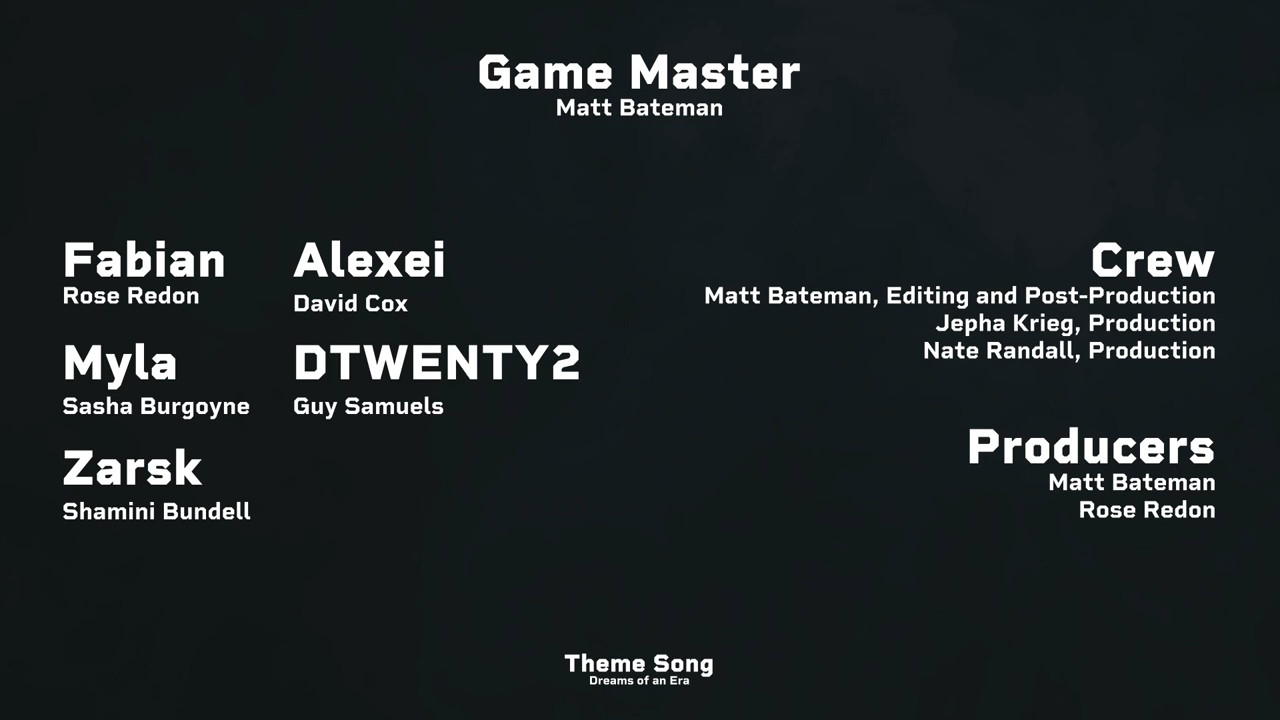 Game Master
Matt Bateman
Fabian
Rose Redon
Alexei
David Cox
Myla
Sasha Burgoyne
DTWENTY2
Guy Samuels
Zarsk
Shamini Bundell
Crew
Matt Bateman, Editing and Post-Production
Jepha Krieg, Production
Nate Randall, Production
Producers
Matt Bateman
Rose Redon
Theme Song
Dreams of an Era